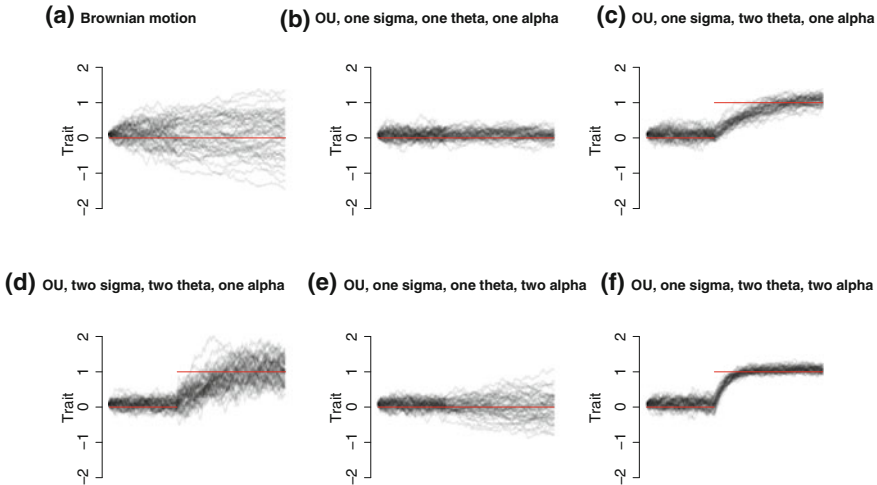 (a) Brownian motion
(b) OU, one sigma, one theta, one alpha
(c) OU, one sigma, two theta, one alpha
Trait
2
1
0
−1
−2
Trait
2
1
0
−1
−2
Trait
2
1
0
−1
−2
(d) OU, two sigma, two theta, one alpha
(e) OU, one sigma, one theta, two alpha
(f) OU, one sigma, two theta, two alpha
Trait
2
1
0
−1
−2
Trait
2
1
0
−1
−2
Trait
2
1
0
−1
−2